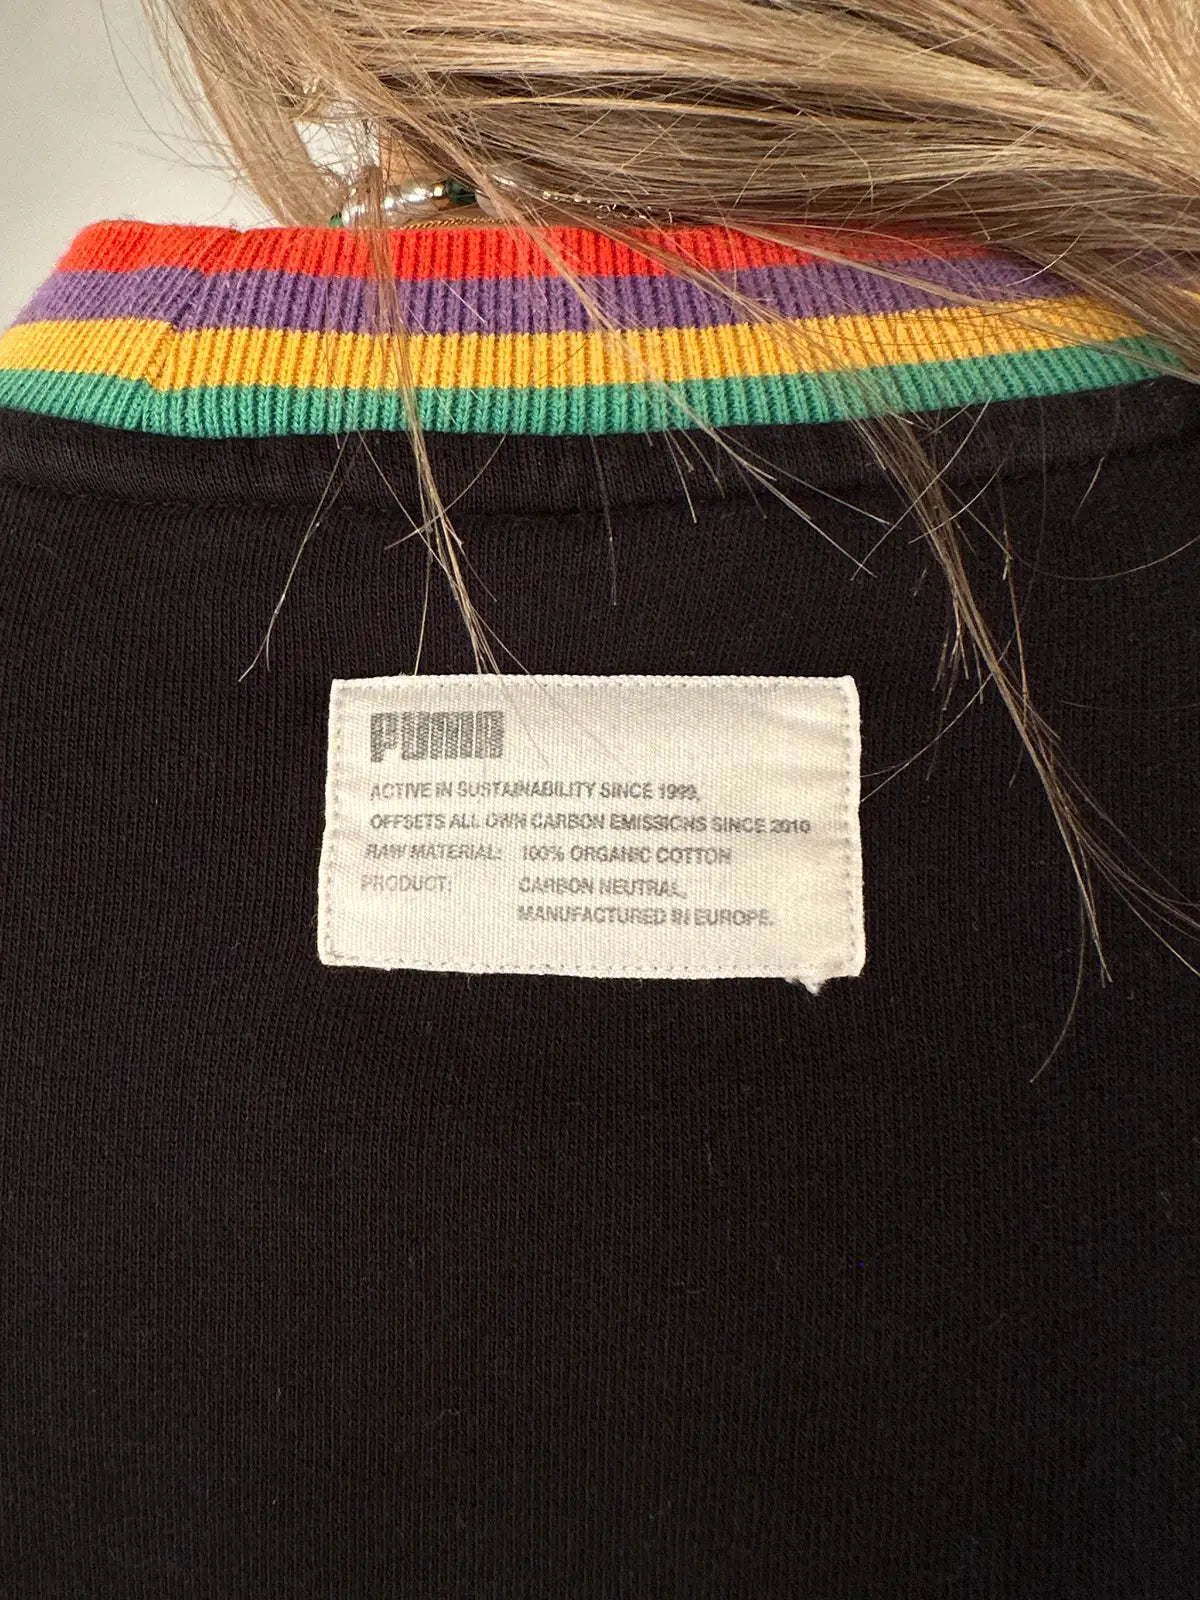 PUMA
ACTIVE IN SUSTAINABILITY SINCE 1999,
OFFSETS ALL OWN CARBON EMISSIONS SINCE 2010
RAW MATERIAL: 100% ORGANIC COTTON
PRODUCT: CARBON NEUTRAL,
MANUFACTURED IN EUROPE.